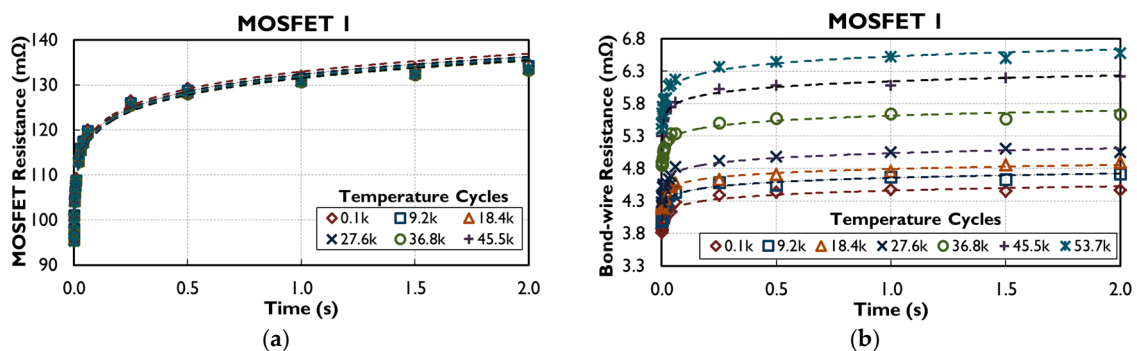 (a)
MOSFET 1
(b)
MOSFET 1
MOSFET Resistance (mΩ)
140
130
120
110
100
90
Temperature Cycles
0.1k 9.2k 18.4k
27.6k 36.8k 45.5k
0.0 0.5 1.0 1.5 2.0
Time (s)
(a)
Bond-wire Resistance (mΩ)
6.8
6.3
5.8
5.3
4.8
4.3
3.8
3.3
Temperature Cycles
0.1k 9.2k 18.4k 27.6k 36.8k 45.5k 53.7k
0.0 0.5 1.0 1.5 2.0
Time (s)
(b)